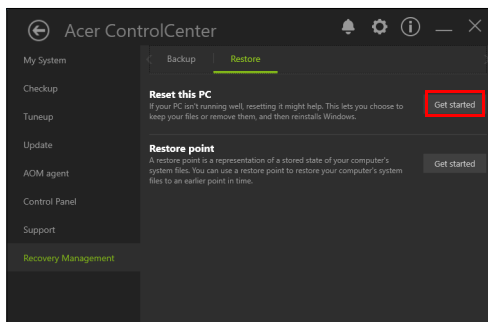 Acer ControlCenter
My System
Checkup
Tuneup
Update
AOM agent
Control Panel
Support
Recovery Management
Backup
Restore
Reset this PC
If your PC isn't running well, resetting it might help. This lets you choose to
keep your files or remove them, and then reinstalls Windows.
Get started
Restore point
A restore point is a representation of a stored state of your computer's
system files. You can use a restore point to restore your computer's system
files to an earlier point in time.
Get started